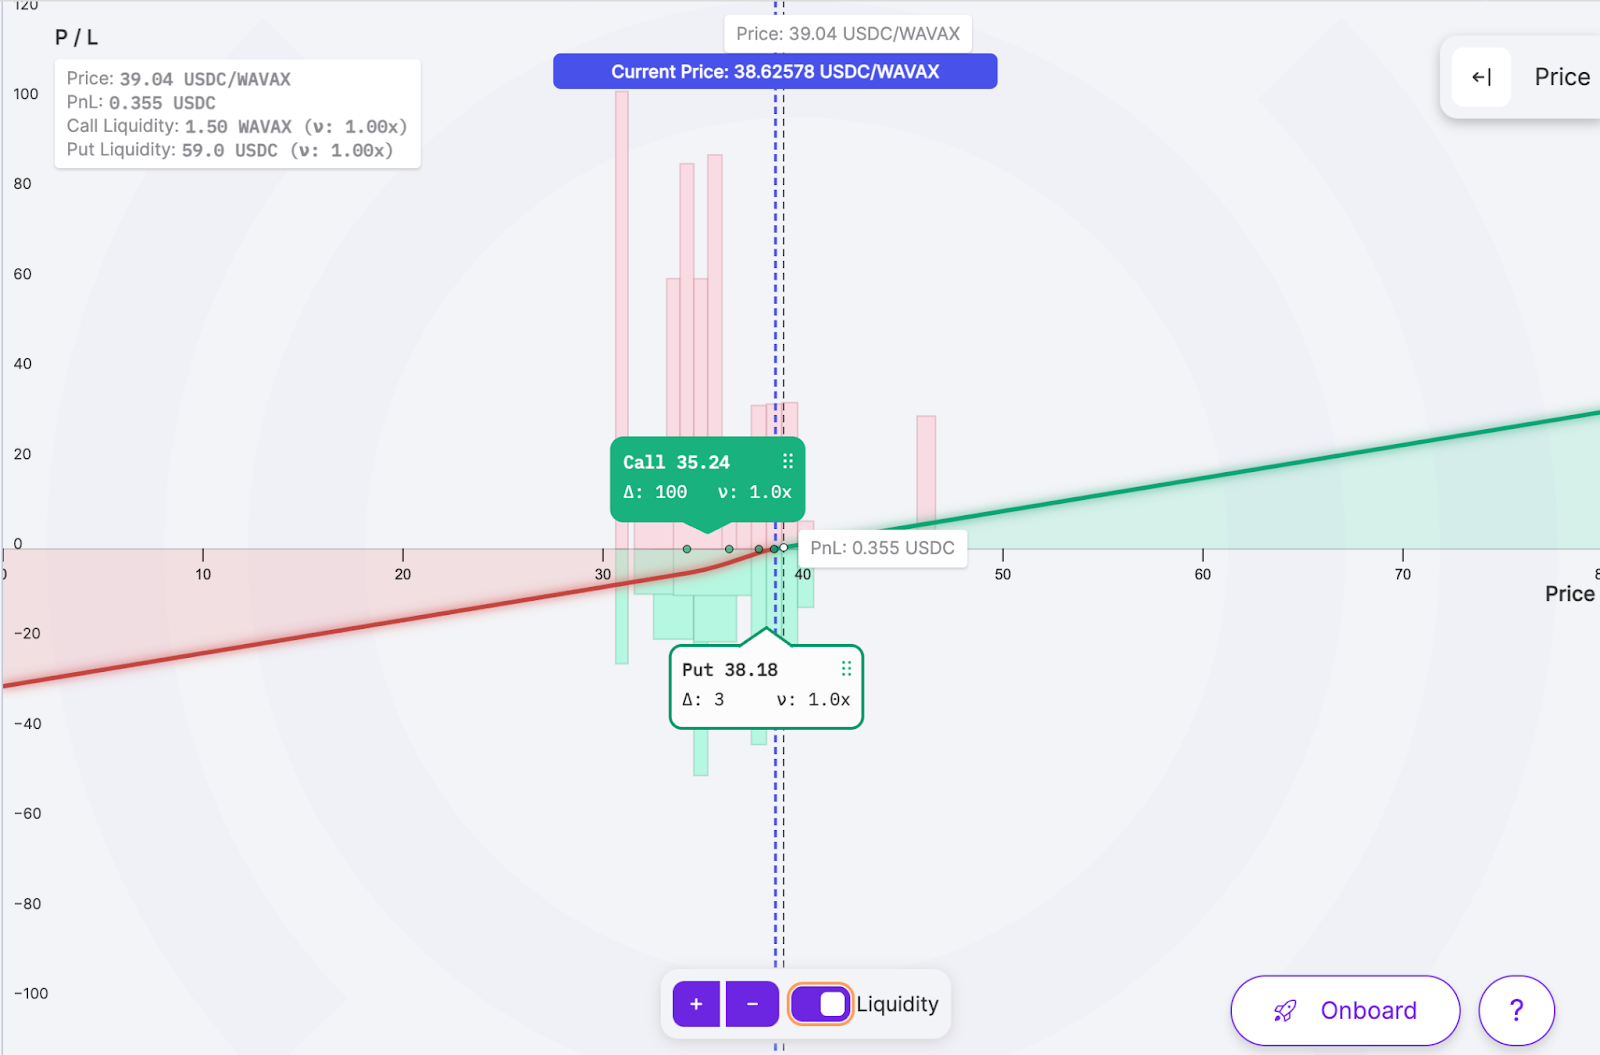 120
P / L
Price: 39.04 USDC/WAVAX
Price: 39.04 USDC/WAVAX
PnL: 0.355 USDC
Call Liquidity: 1.50 WAVAX (ν: 1.00x)
Put Liquidity: 59.0 USDC (ν: 1.00x)
Current Price: 38.62578 USDC/WAVAX
Price
100
80
60
40
20
0
−20
−40
−60
−80
−100
Call 35.24
Δ: 100 ν: 1.0x
PnL: 0.355 USDC
0 10 20 30 40 50 60 70 8
Price
Put 38.18
Δ: 3 ν: 1.0x
+ − Liquidity
Onboard
?